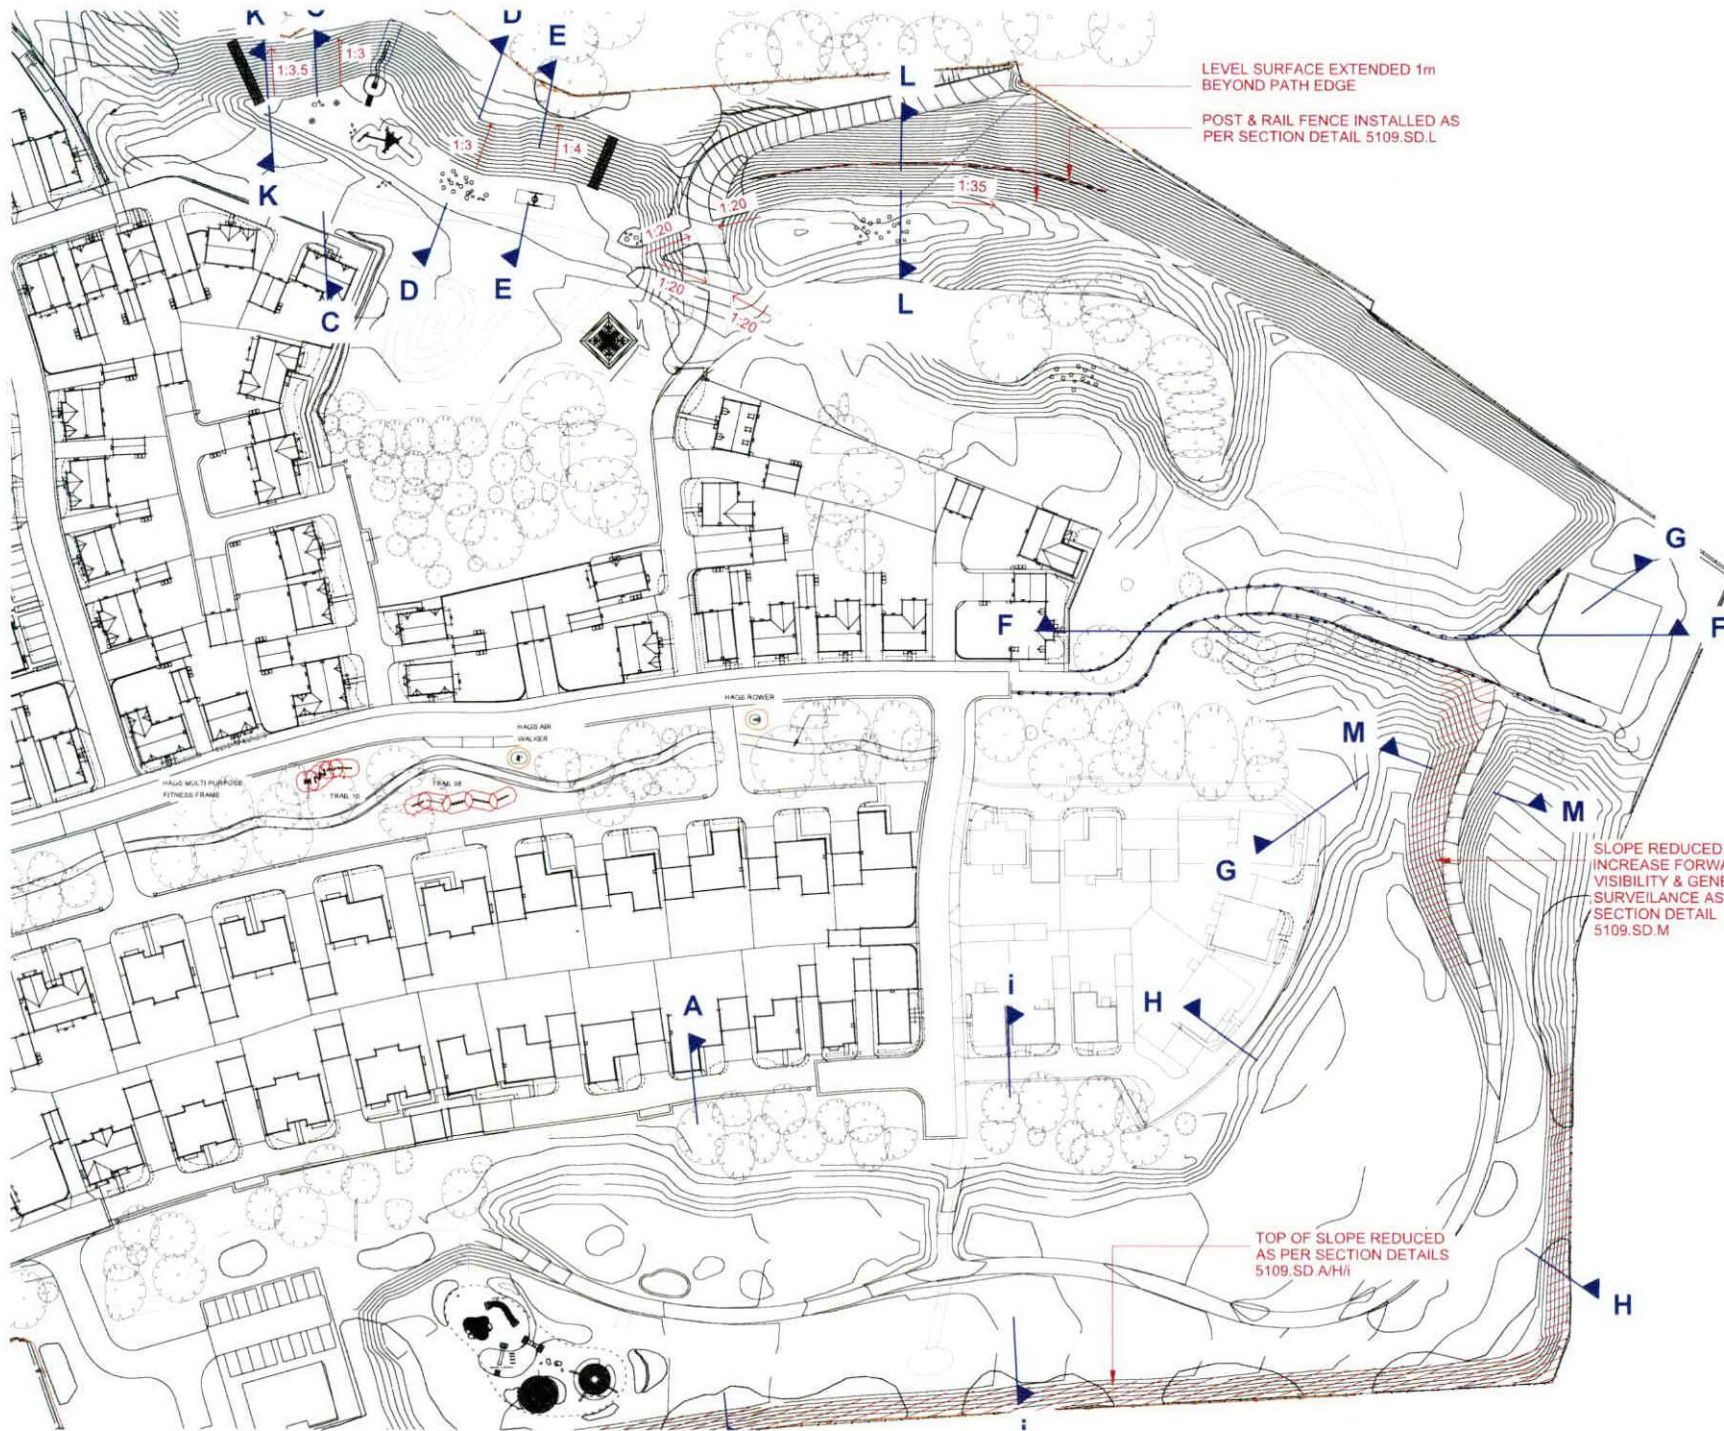 K
D
E
1:3
1:3.5
L
LEVEL SURFACE EXTENDED 1m
BEYOND PATH EDGE
POST & RAIL FENCE INSTALLED AS
PER SECTION DETAIL 5109.SD.L
1:3
1:4
K
1:35
1:20
1:20
D
E
1:20
L
C
1:20
G
F
F
HAGS ROWER
HAGS AIR
WALKER
M
HAGS MULTI PURPOSE
FITNESS FRAME
TRAIL 10
M
G
SLOPE REDUCED
VISIBILITY &
SECTION DETAIL
5109.SD.M
i
A
H
TOP OF SLOPE REDUCED
AS PER SECTION DETAILS
5109.SD.A/H/i
H
i